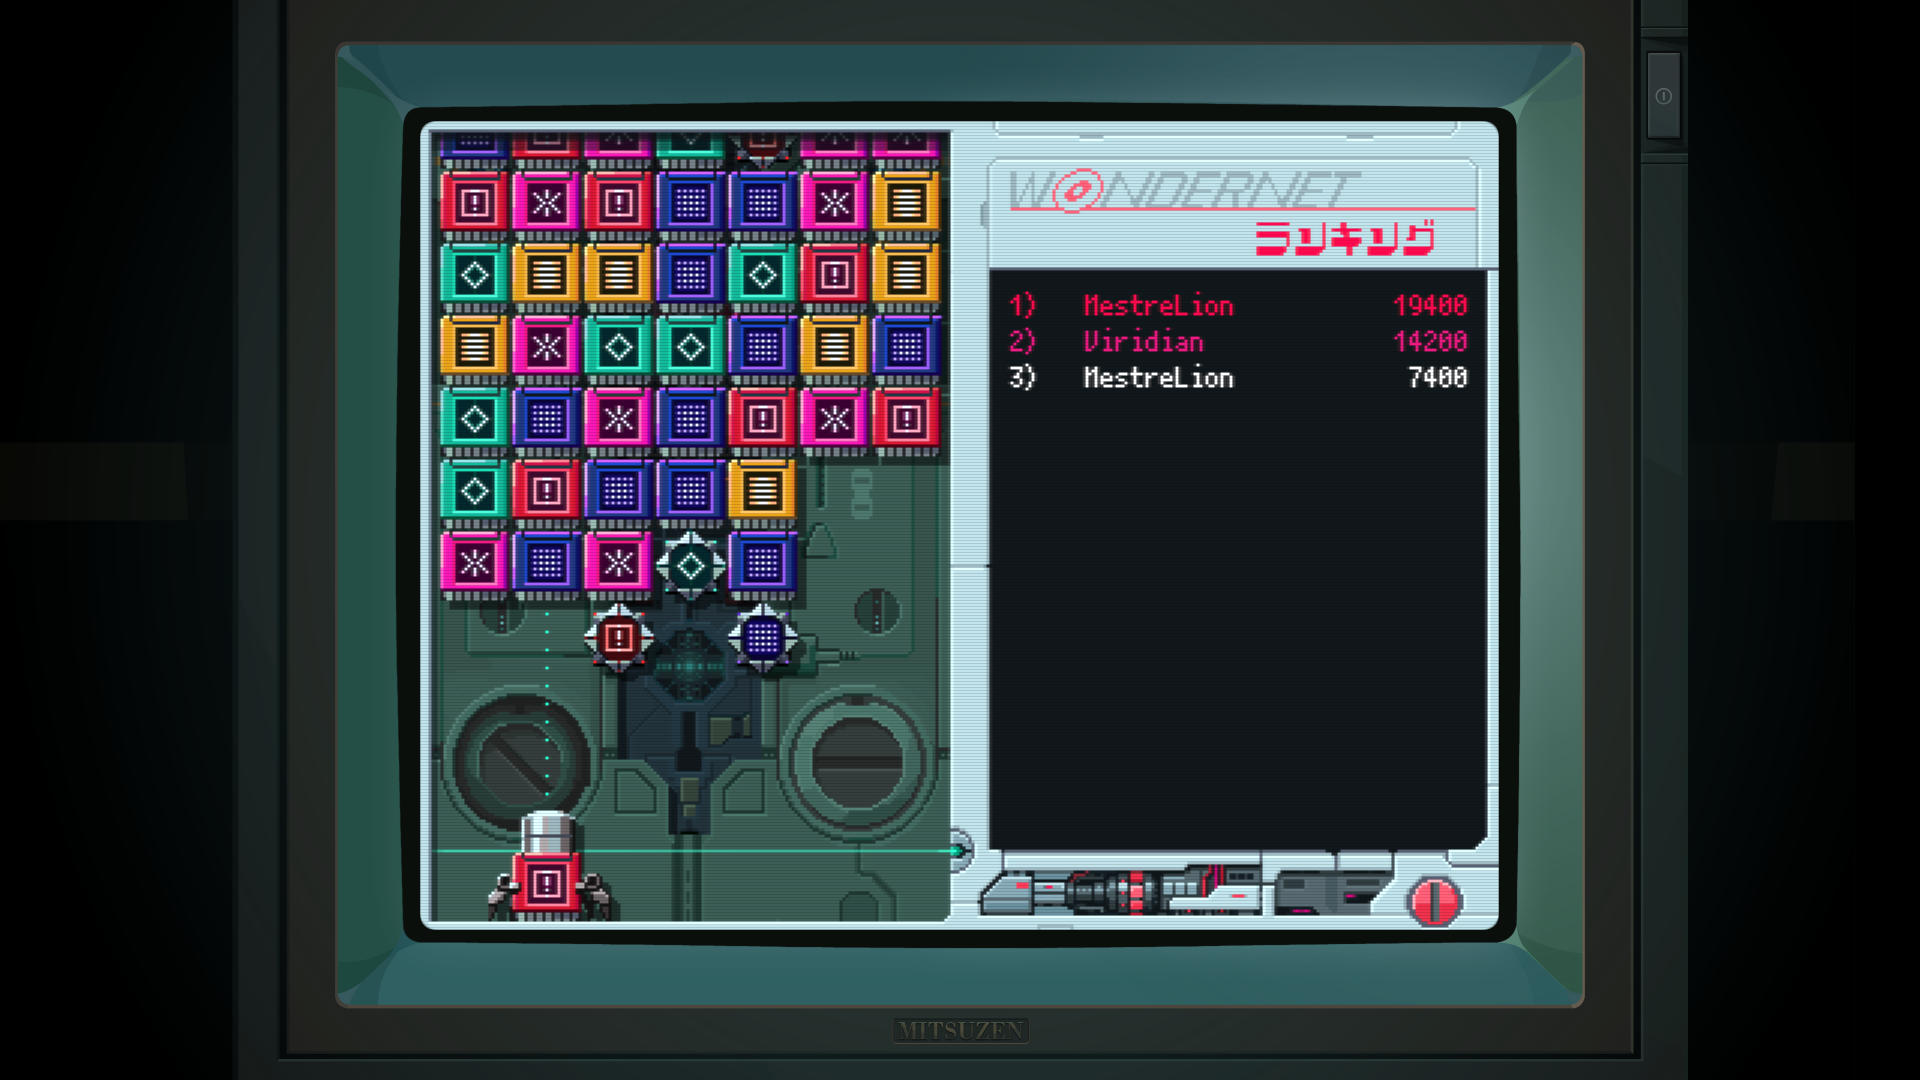 WONDERNET
ランキング
1) MestreLion 19400
2) Viridian 14200
3) MestreLion 7400
MITSUZEN